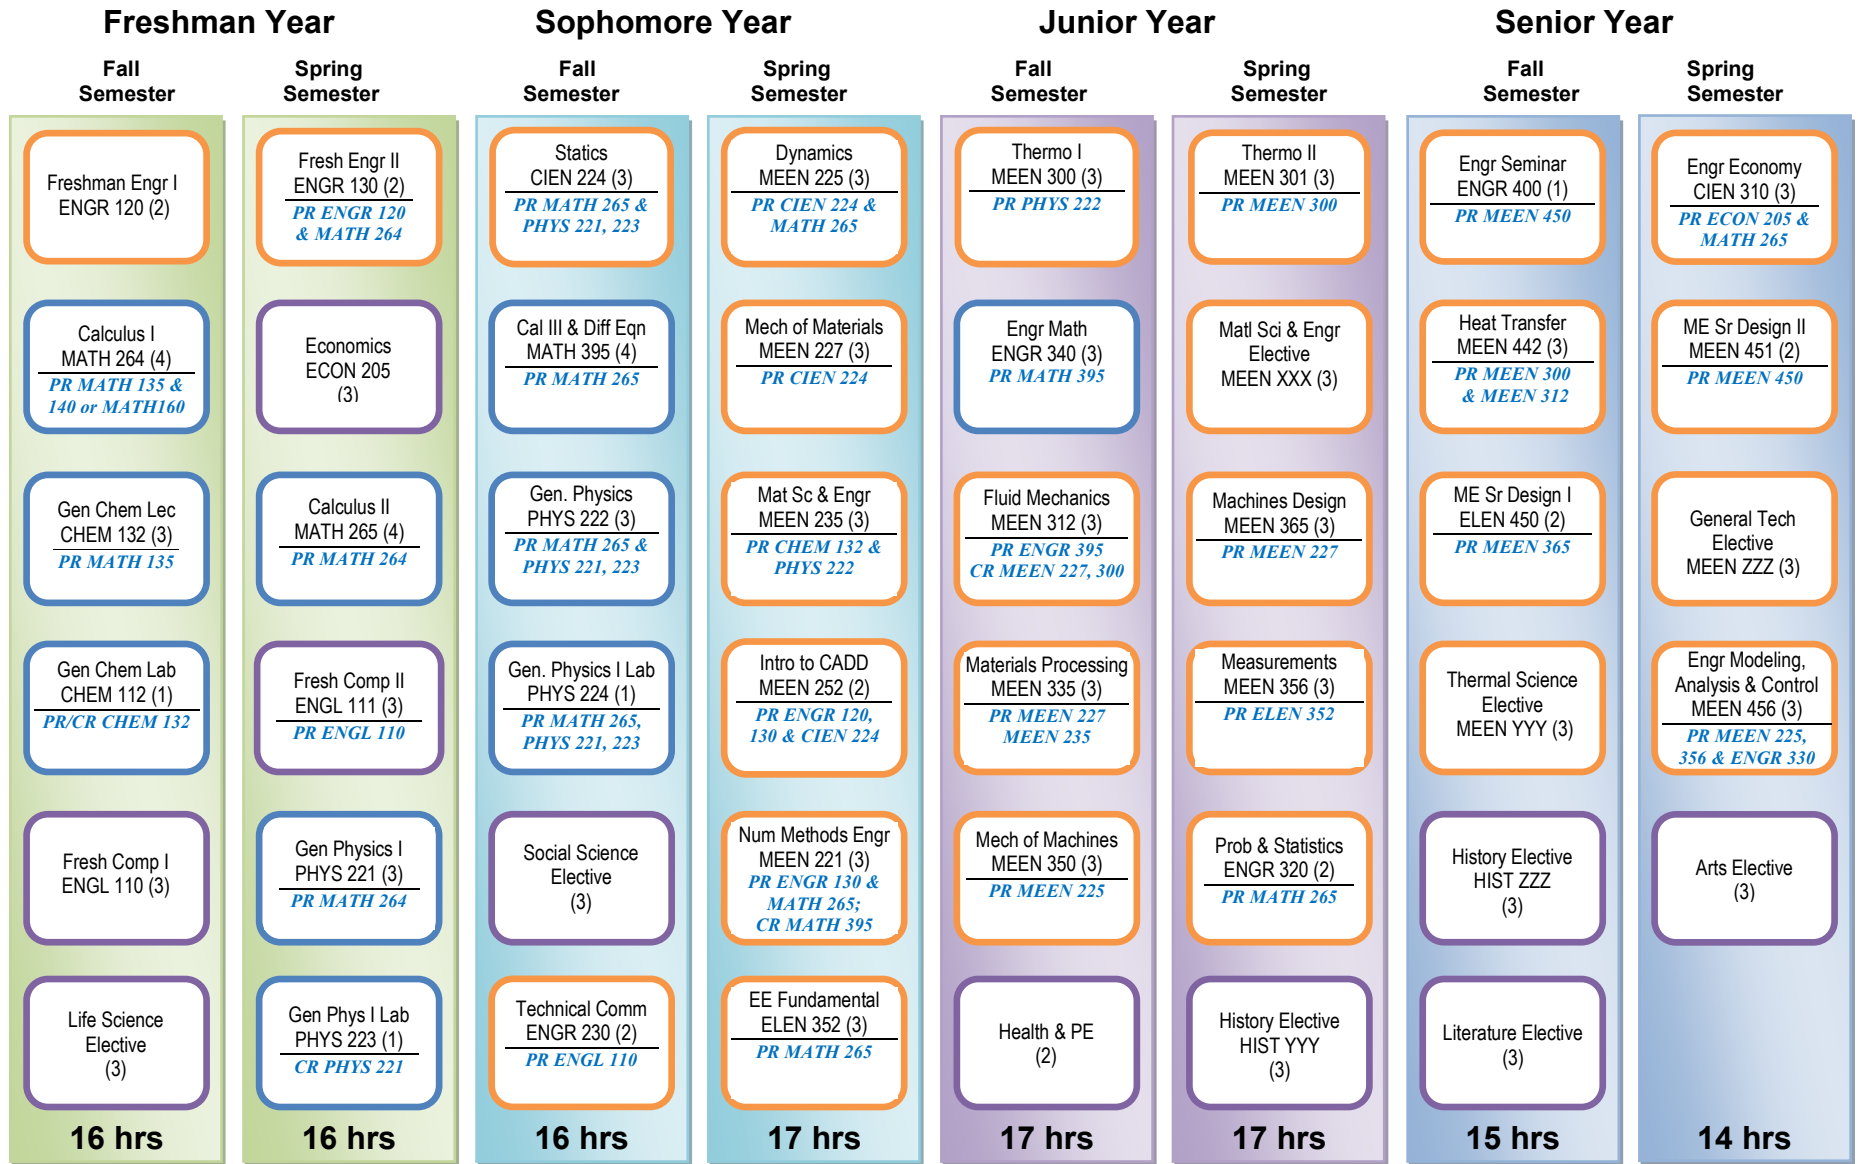 Freshman Year
Sophomore Year
Junior Year
Senior Year
Fall
Semester
Spring
Semester
Fall
Semester
Spring
Semester
Fall
Semester
Spring
Semester
Fall
Semester
Spring
Semester
Freshman Engr I
ENGR 120 (2)
Calculus I
MATH 264 (4)
PR MATH 135 &
140 or MATH160
Gen Chem Lec
CHEM 132 (3)
PR MATH 135
Gen Chem Lab
CHEM 112 (1)
PR/CR CHEM 132
Fresh Comp I
ENGL 110 (3)
Life Science
Elective
(3)
16 hrs
Fresh Engr II
ENGR 130 (2)
PR ENGR 120
& MATH 264
Economics
ECON 205
(3)
Calculus II
MATH 265 (4)
PR MATH 264
Fresh Comp II
ENGL 111 (3)
PR ENGL 110
Gen Physics I
PHYS 221 (3)
PR MATH 264
Gen Phys I Lab
PHYS 223 (1)
CR PHYS 221
16 hrs
Statics
CIEN 224 (3)
PR MATH 265 &
PHYS 221, 223
Cal III & Diff Eqn
MATH 395 (4)
PR MATH 265
Gen. Physics
PHYS 222 (3)
PR MATH 265 &
PHYS 221, 223
Gen. Physics I Lab
PHYS 224 (1)
PR MATH 265,
PHYS 221, 223
Social Science
Elective
(3)
Technical Comm
ENGR 230 (2)
PR ENGL 110
16 hrs
Dynamics
MEEN 225 (3)
PR CIEN 224 &
MATH 265
Mech of Materials
MEEN 227 (3)
PR CIEN 224
Mat Sc & Engr
MEEN 235 (3)
PR CHEM 132 &
PHYS 222
Intro to CADD
MEEN 252 (2)
PR ENGR 120,
130 & CIEN 224
Num Methods Engr
MEEN 221 (3)
PR ENGR 130 &
MATH 265;
CR MATH 395
EE Fundamental
ELEN 352 (3)
PR MATH 265
17 hrs
Thermo I
MEEN 300 (3)
PR PHYS 222
Engr Math
ENGR 340 (3)
PR MATH 395
Fluid Mechanics
MEEN 312 (3)
PR ENGR 395
CR MEEN 227, 300
Materials Processing
MEEN 335 (3)
PR MEEN 227
MEEN 235
Mech of Machines
MEEN 350 (3)
PR MEEN 225
Health & PE
(2)
17 hrs
Thermo II
MEEN 301 (3)
PR MEEN 300
Matl Sci & Engr
Elective
MEEN XXX (3)
Machines Design
MEEN 365 (3)
PR MEEN 227
Measurements
MEEN 356 (3)
PR ELEN 352
Prob & Statistics
ENGR 320 (2)
PR MATH 265
History Elective
HIST YYY
(3)
17 hrs
Engr Seminar
ENGR 400 (1)
PR MEEN 450
Heat Transfer
MEEN 442 (3)
PR MEEN 300
& MEEN 312
ME Sr Design I
ELEN 450 (2)
PR MEEN 365
Thermal Science
Elective
MEEN YYY (3)
History Elective
HIST ZZZ
(3)
Literature Elective
(3)
15 hrs
Engr Economy
CIEN 310 (3)
PR ECON 205 &
MATH 265
ME Sr Design II
MEEN 451 (2)
PR MEEN 450
General Tech
Elective
MEEN ZZZ (3)
Engr Modeling,
Analysis & Control
MEEN 456 (3)
PR MEEN 225,
356 & ENGR 330
Arts Elective
(3)
14 hrs